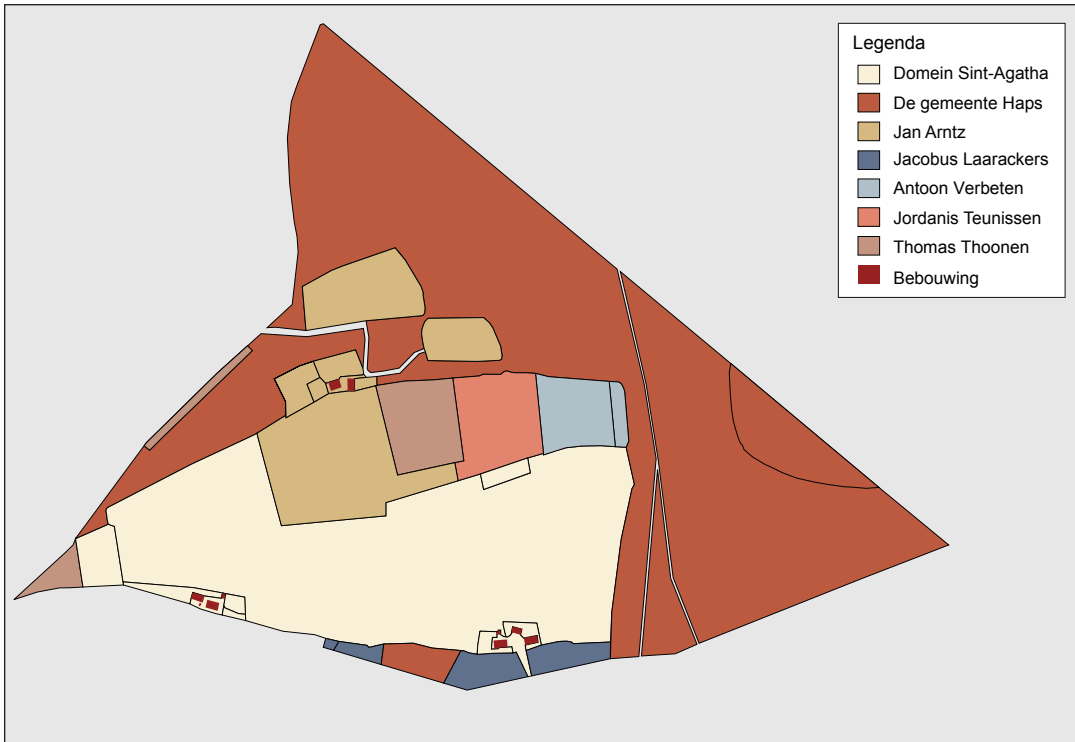 Legenda
Domein Sint-Agatha
De gemeente Haps
Jan Arntz
Jacobus Laarackers
Antoon Verbeten
Jordanis Teunissen
Thomas Thoonen
Bebouwing